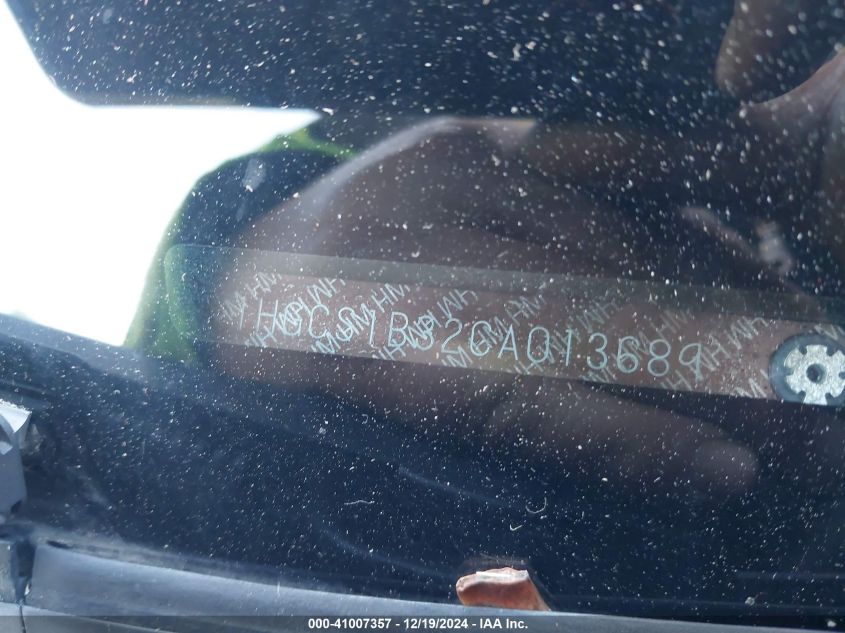 1HGCS1B32CA013689
000-41007357 - 12/19/2024 - IAA Inc.